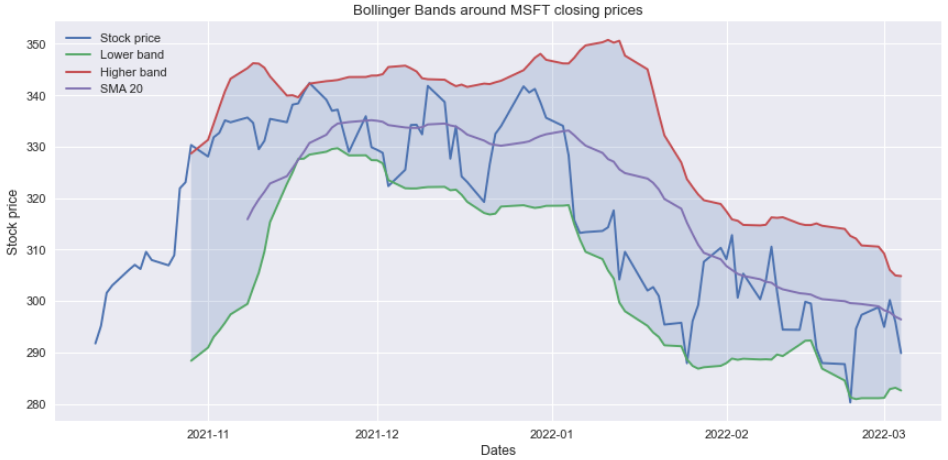 Bollinger Bands around MSFT closing prices
Stock price
Lower band
Higher band
SMA 20
350
340
330
320
310
300
290
280
Stock price
2021-11
2021-12
2022-01
2022-02
2022-03
Dates